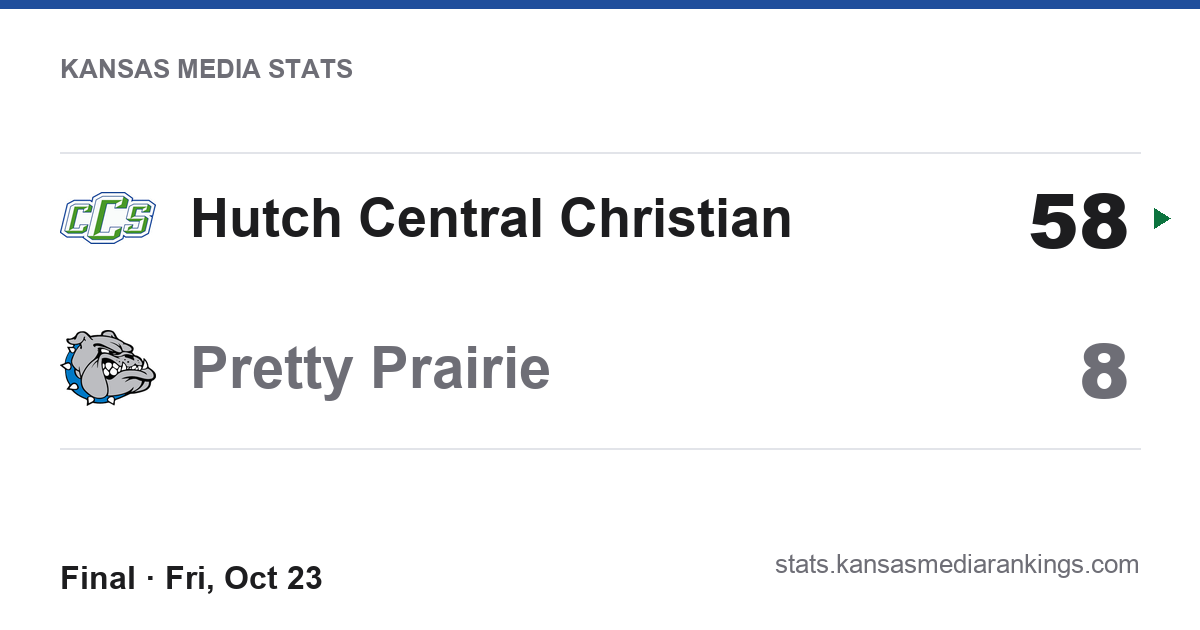 KANSAS MEDIA STATS
CCS
Hutch Central Christian
58
Pretty Prairie
8
Final · Fri, Oct 23
stats.kansasmediarankings.com